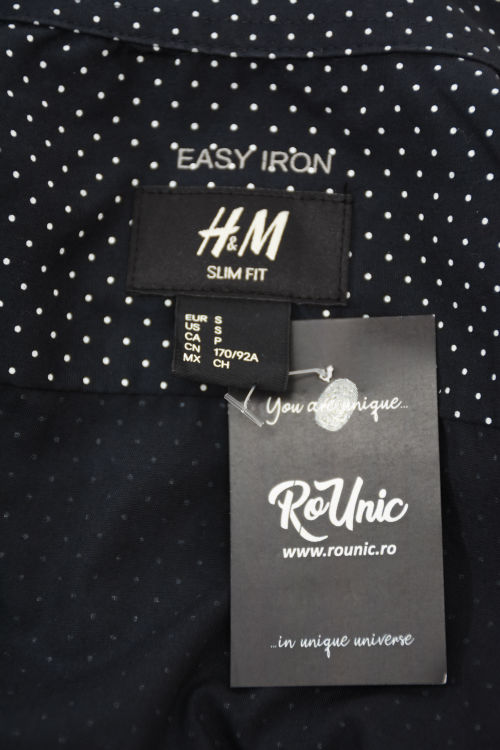 EASY IRON
H&M
SLIM FIT
EUR S
US S
CA P
CN 170/92A
MX CH
You are unique...
RoUnic
www.rounic.ro
...in unique universe